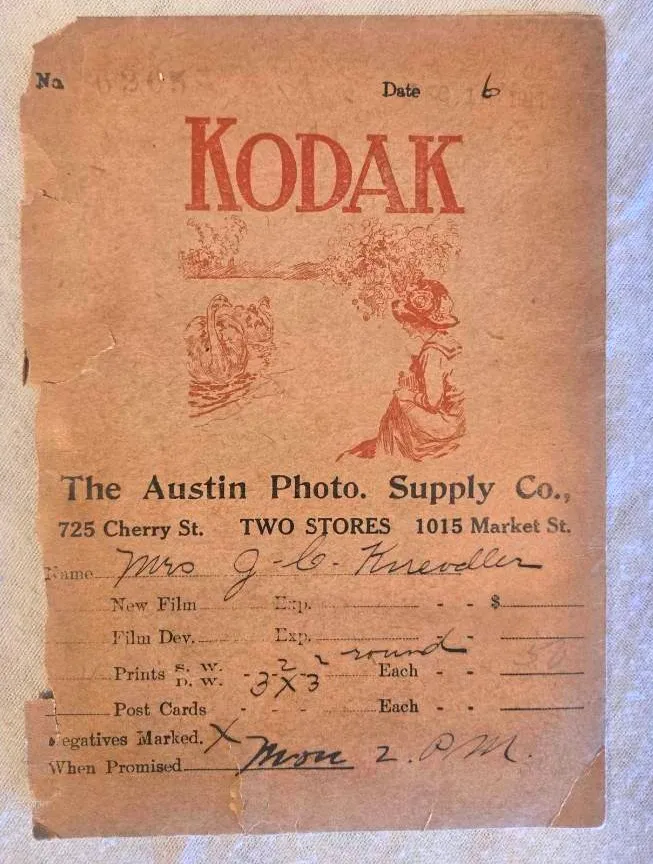 No. 6305
Date 6
KODAK
The Austin Photo. Supply Co.,
725 Cherry St. TWO STORES 1015 Market St.
Name Mrs J-C-
New Film Exp. - - $
Film Dev. Exp. - -
round
Prints S. W. - 2 - 2 - Each - - 50
D. W. 3 X 3
Post Cards - - - - Each - -
Negatives Marked. X
When Promised Mon 2. P M.